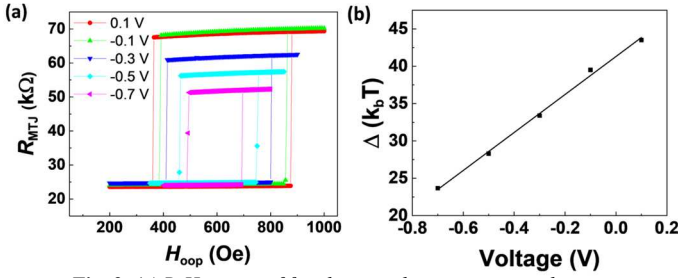 (a)
70
60
50
40
30
20
R_MTJ (kΩ)
0.1 V
-0.1 V
-0.3 V
-0.5 V
-0.7 V
200 400 600 800 1000
H_oop (Oe)
(b)
45
40
35
30
25
20
Δ (k_bT)
-0.8 -0.6 -0.4 -0.2 0.0 0.2
Voltage (V)